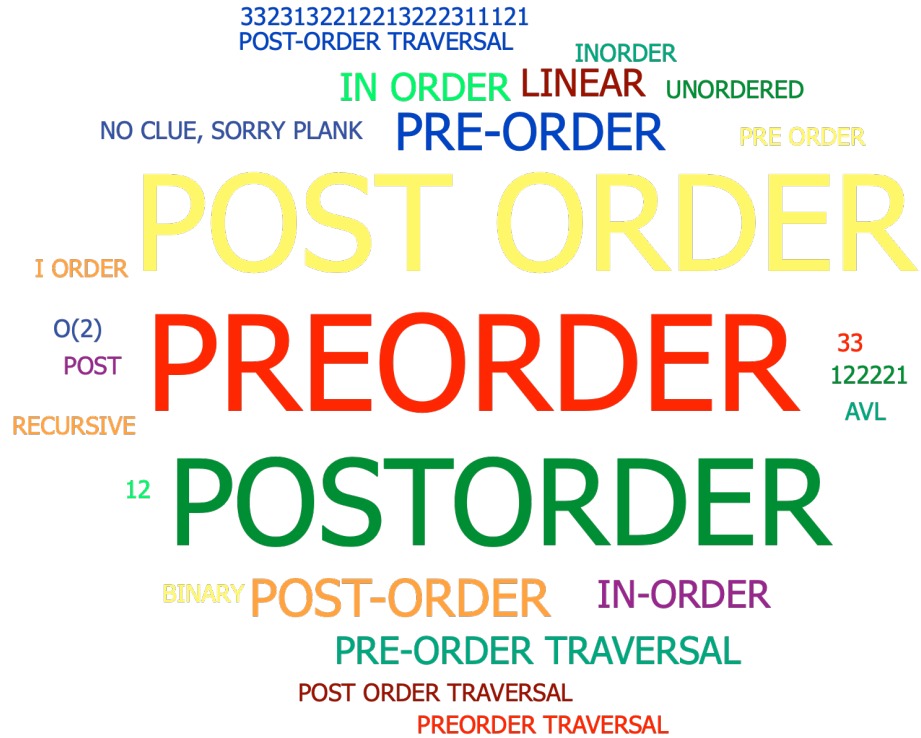 33231322212213222311121
POST-ORDER TRAVERSAL
INORDER
IN ORDER
LINEAR
UNORDERED
NO CLUE, SORRY PLANK
PRE-ORDER
PRE ORDER
POST ORDER
I ORDER
PREORDER
O(2)
33
POST
122221
AVL
RECURSIVE
POSTORDER
12
BINARY
POST-ORDER
IN-ORDER
PRE-ORDER TRAVERSAL
POST ORDER TRAVERSAL
PREORDER TRAVERSAL